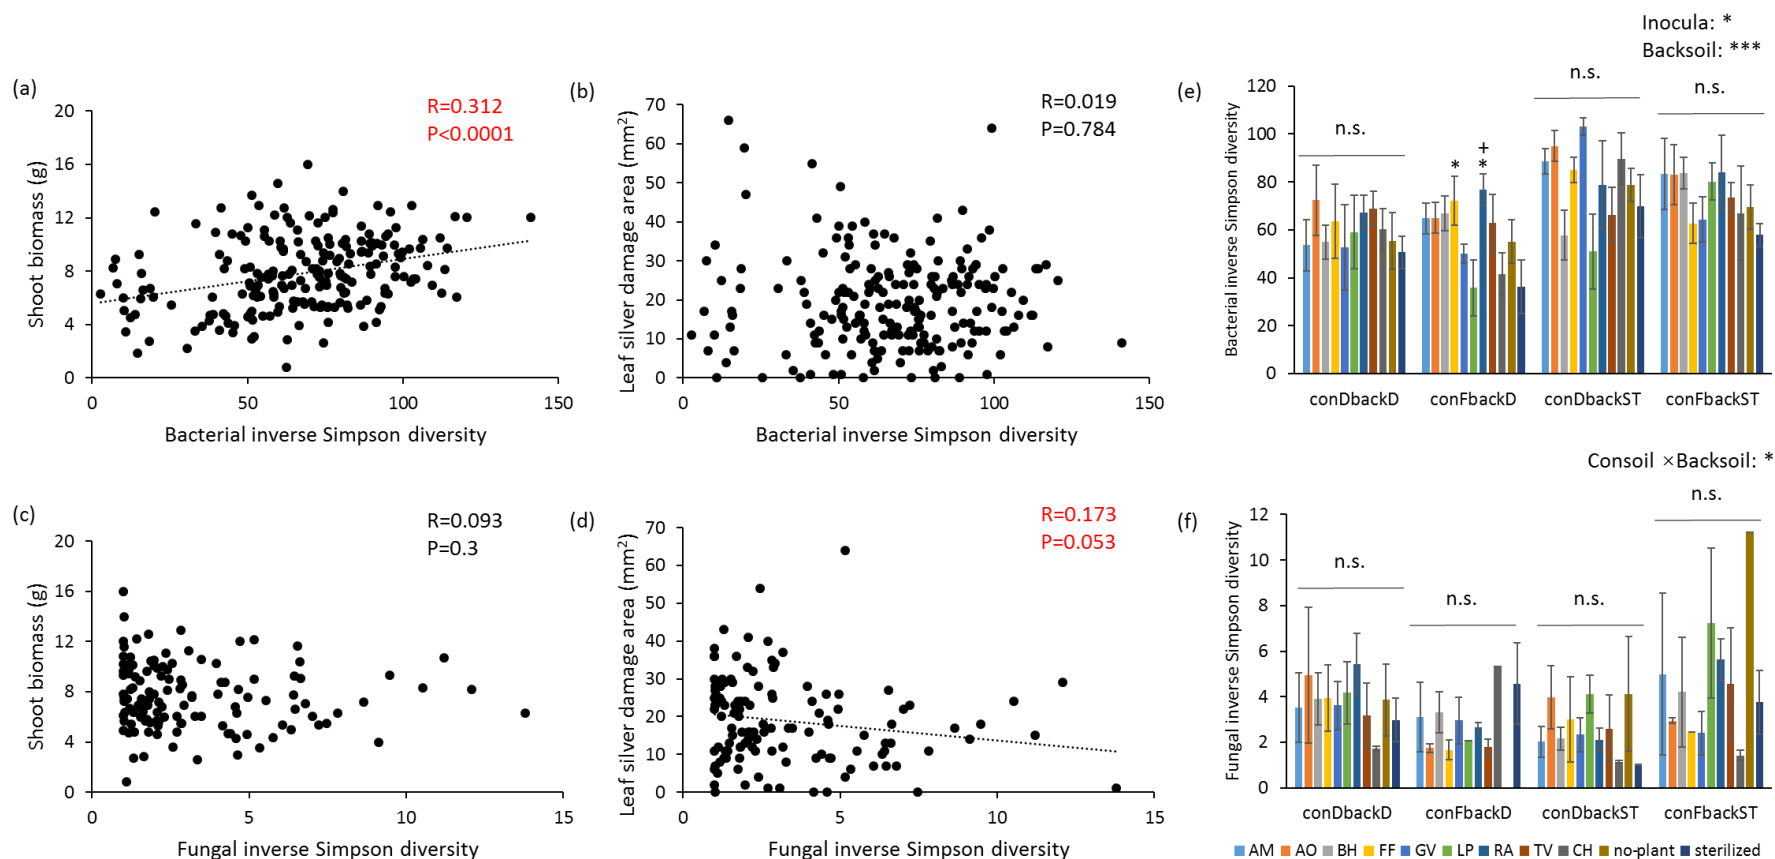 Inocula: *
Backsoil: ***
(a)
R=0.312
P<0.0001
Shoot biomass (g)
20
16
12
8
4
0
0 50 100 150
Bacterial inverse Simpson diversity
(b)
R=0.019
P=0.784
Leaf silver damage area (mm²)
70
60
50
40
30
20
10
0
0 50 100 150
Bacterial inverse Simpson diversity
(e)
n.s.
* + *
n.s.
n.s.
Bacterial inverse Simpson diversity
120
100
80
60
40
20
0
conDbackD conFbackD conDbackST conFbackST
(c)
R=0.093
P=0.3
Shoot biomass (g)
20
16
12
8
4
0
0 5 10 15
Fungal inverse Simpson diversity
(d)
R=0.173
P=0.053
Leaf silver damage area (mm²)
70
60
50
40
30
20
10
0
0 5 10 15
Fungal inverse Simpson diversity
Consoil ×Backsoil: *
(f)
n.s.
n.s.
n.s.
n.s.
Fungal inverse Simpson diversity
12
10
8
6
4
2
0
conDbackD conFbackD conDbackST conFbackST
AM AO BH FF GV LP RA TV CH no-plant sterilized